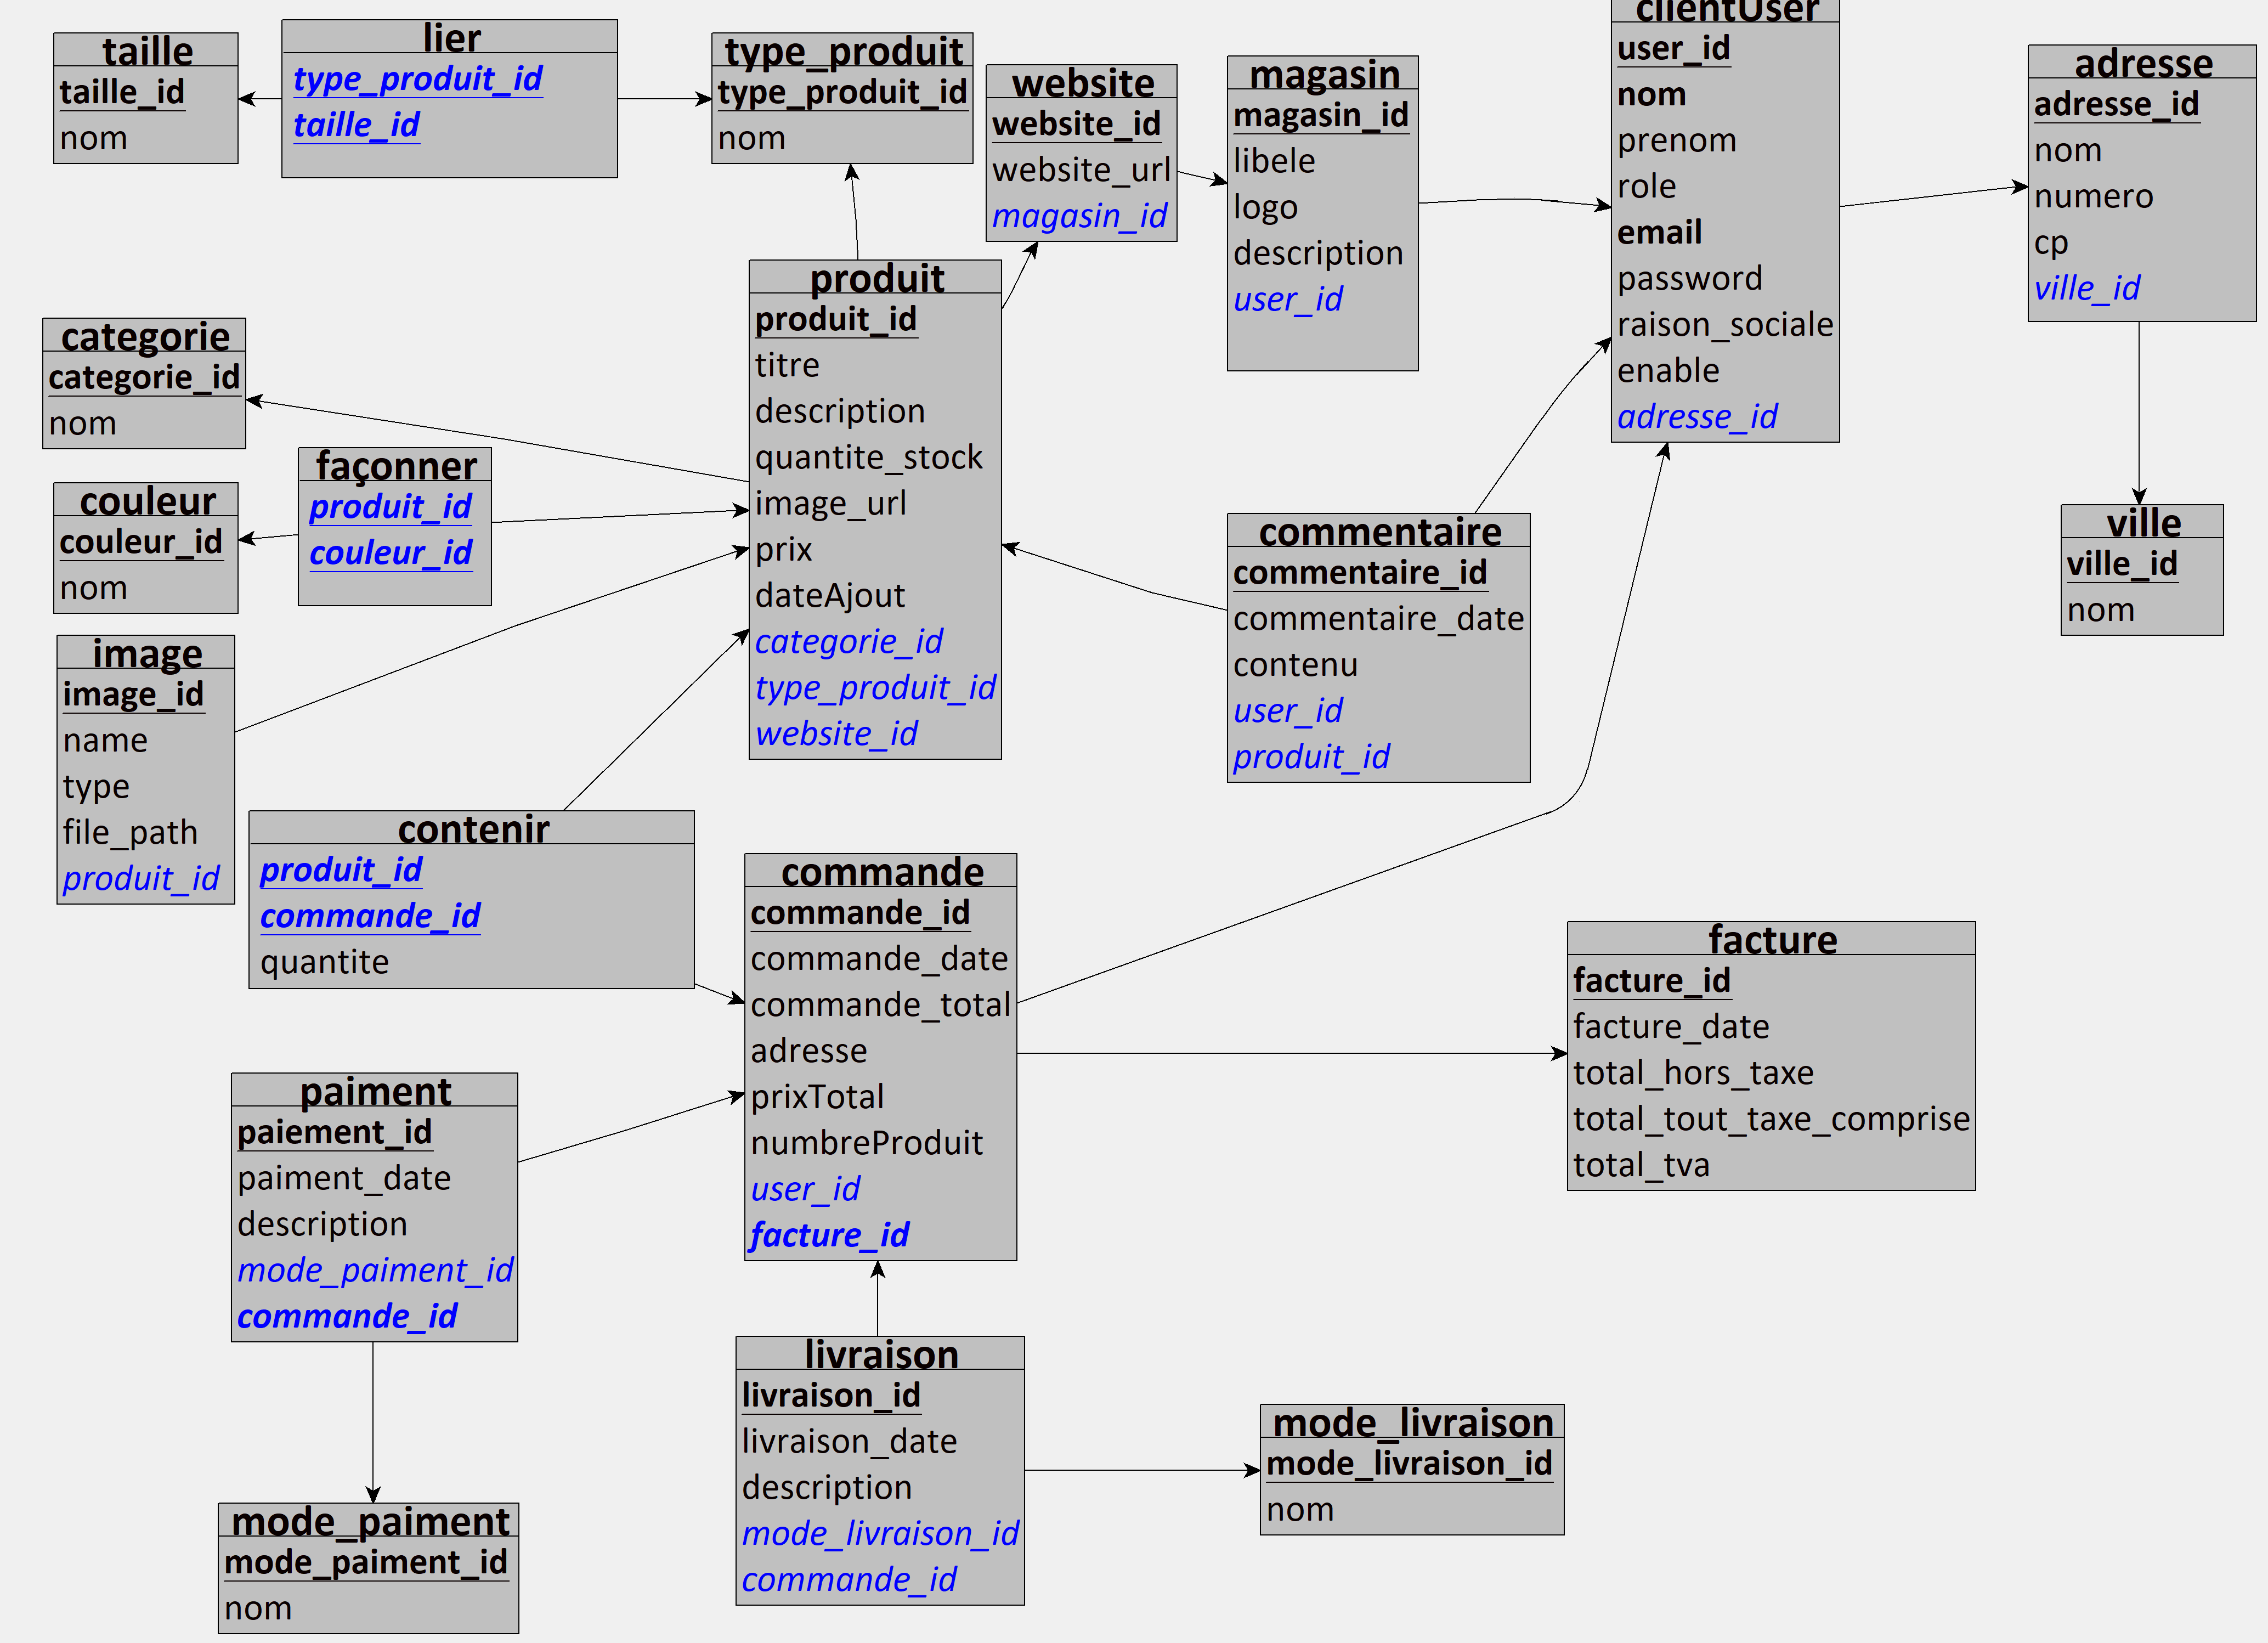 taille
taille_id
nom
lier
type_produit_id
taille_id
type_produit
type_produit_id
nom
website
website_id
website_url
magasin_id
magasin
magasin_id
libele
logo
description
user_id
clientUser
user_id
nom
prenom
role
email
password
raison_sociale
enable
adresse_id
adresse
adresse_id
nom
numero
cp
ville_id
categorie
categorie_id
nom
produit
produit_id
titre
description
quantite_stock
image_url
prix
dateAjout
categorie_id
type_produit_id
website_id
façonner
produit_id
couleur_id
couleur
couleur_id
nom
commentaire
commentaire_id
commentaire_date
contenu
user_id
produit_id
ville
ville_id
nom
image
image_id
name
type
file_path
produit_id
contenir
produit_id
commande_id
quantite
commande
commande_id
commande_date
commande_total
adresse
prixTotal
numbreProduit
user_id
facture_id
facture
facture_id
facture_date
total_hors_taxe
total_tout_taxe_comprise
total_tva
paiment
paiement_id
paiment_date
description
mode_paiment_id
commande_id
livraison
livraison_id
livraison_date
description
mode_livraison_id
commande_id
mode_livraison
mode_livraison_id
nom
mode_paiment
mode_paiment_id
nom